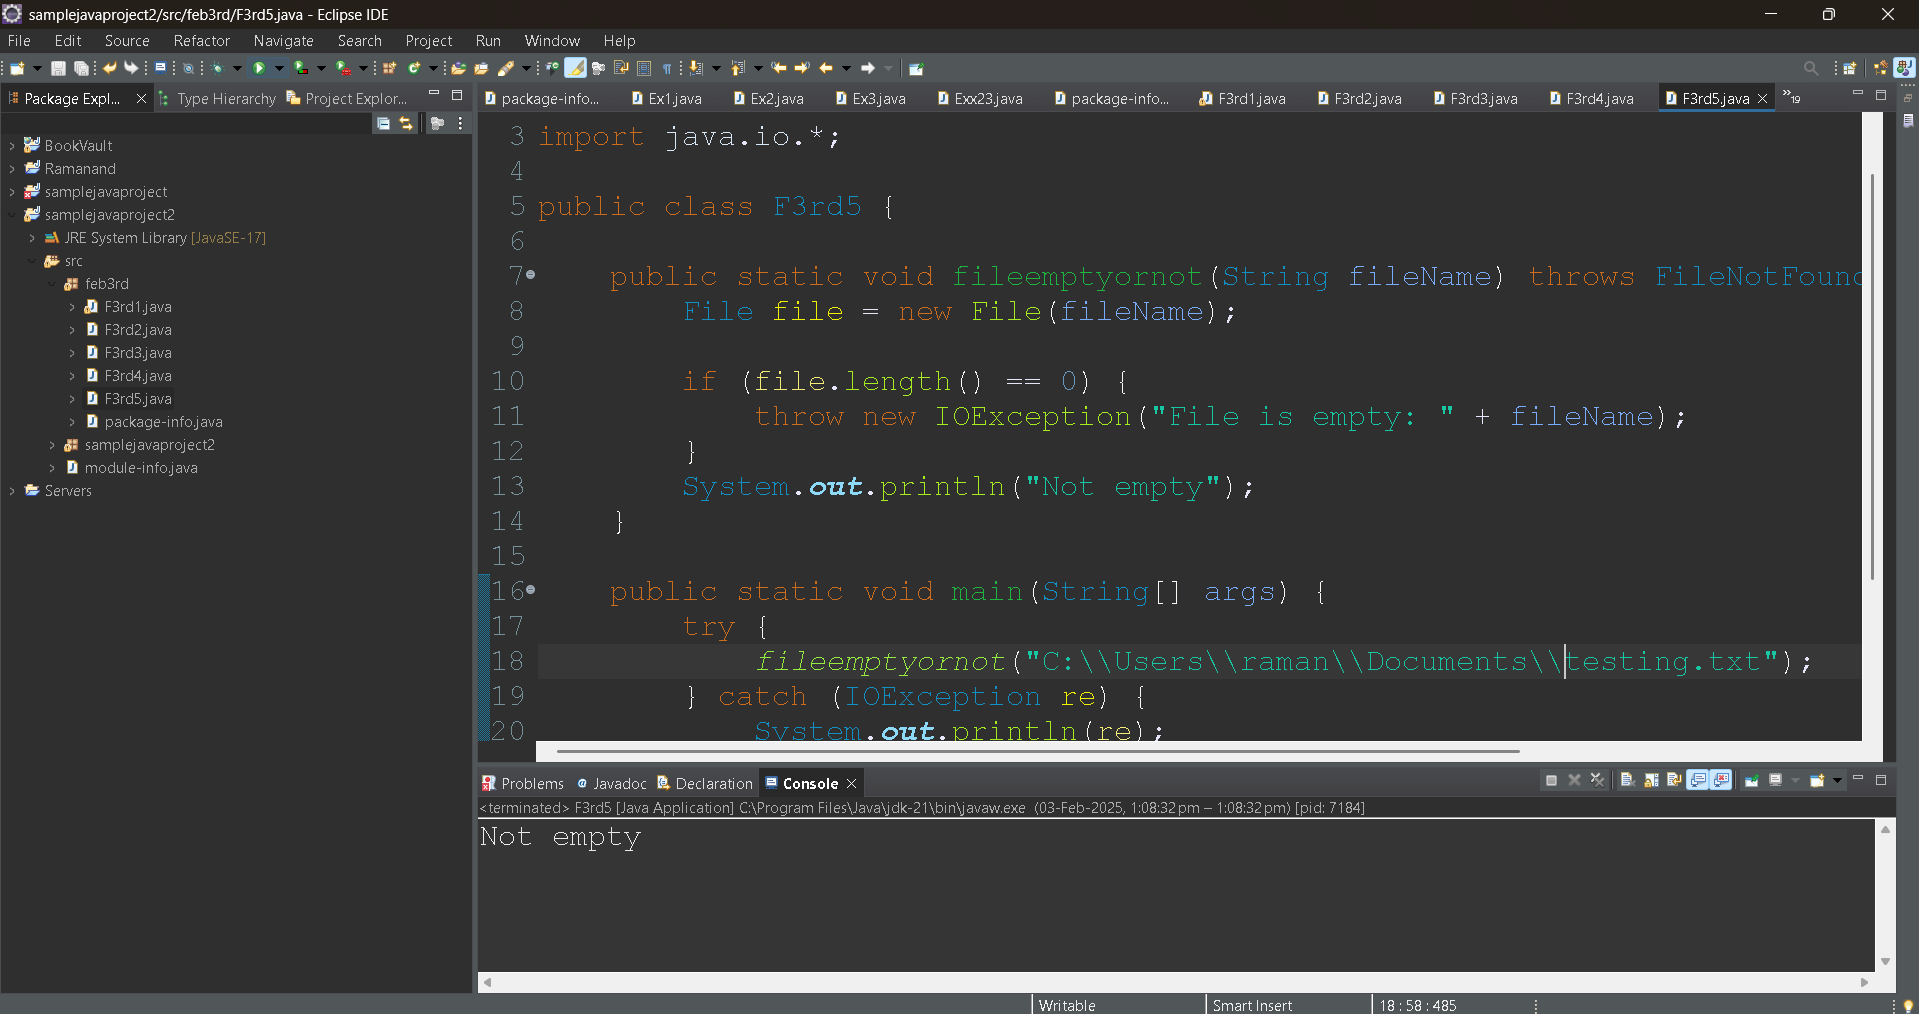 samplejavaproject2/src/feb3rd/F3rd5.java - Eclipse IDE
File Edit Source Refactor Navigate Search Project Run Window Help
Package Expl... Type Hierarchy Project Explor...
BookVault
Ramanand
samplejavaproject
samplejavaproject2
JRE System Library [JavaSE-17]
src
feb3rd
F3rd1.java
F3rd2.java
F3rd3.java
F3rd4.java
F3rd5.java
package-info.java
samplejavaproject2
module-info.java
Servers
package-info... Ex1.java Ex2.java Ex3.java Exx23.java package-info... F3rd1.java F3rd2.java F3rd3.java F3rd4.java F3rd5.java »19
3 import java.io.*;
4
5 public class F3rd5 {
6
7 public static void fileemptyornot(String fileName) throws FileNotFounc
8 File file = new File(fileName);
9
10 if (file.length() == 0) {
11 throw new IOException("File is empty: " + fileName);
12 }
13 System.out.println("Not empty");
14 }
15
16 public static void main(String[] args) {
17 try {
18 fileemptyornot("C:\\Users\\raman\\Documents\\testing.txt");
19 } catch (IOException re) {
20 System.out.println(re);
Problems Javadoc Declaration Console
<terminated> F3rd5 [Java Application] C:\Program Files\Java\jdk-21\bin\javaw.exe (03-Feb-2025, 1:08:32 pm – 1:08:32 pm) [pid: 7184]
Not empty
Writable Smart Insert 18 : 58 : 485